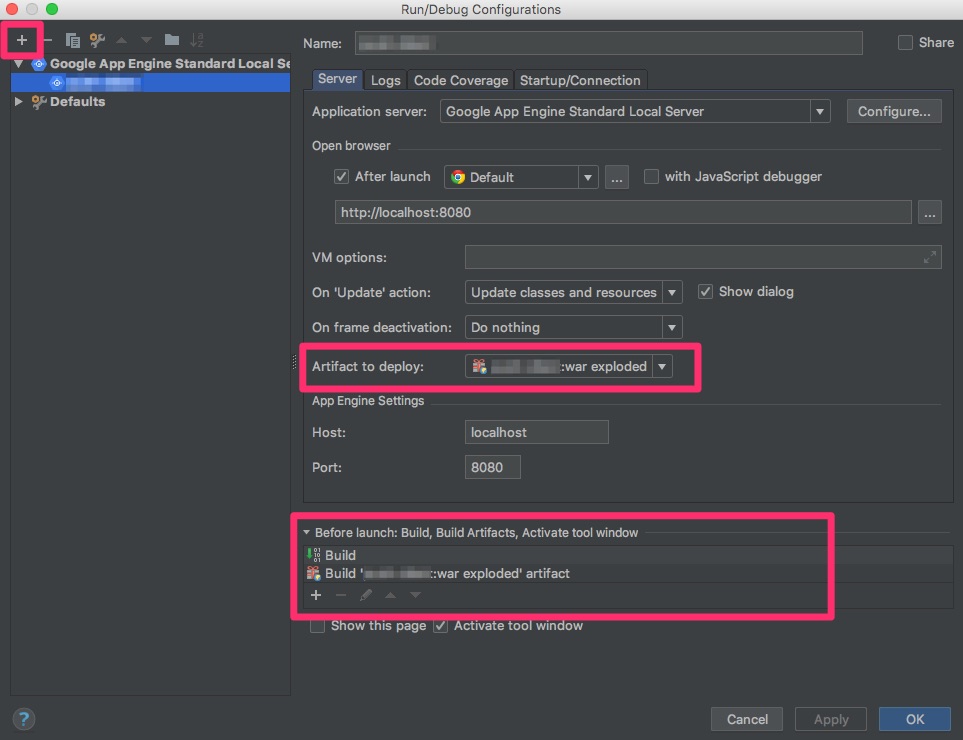 Run/Debug Configurations
Name:
Share
Google App Engine Standard Local Se
Defaults
Server Logs Code Coverage Startup/Connection
Application server: Google App Engine Standard Local Server Configure...
Open browser
After launch Default ... with JavaScript debugger
http://localhost:8080 ...
VM options:
On 'Update' action: Update classes and resources Show dialog
On frame deactivation: Do nothing
Artifact to deploy: :war exploded
App Engine Settings
Host: localhost
Port: 8080
Before launch: Build, Build Artifacts, Activate tool window
Build
Build ' :war exploded' artifact
Show this page Activate tool window
? Cancel Apply OK